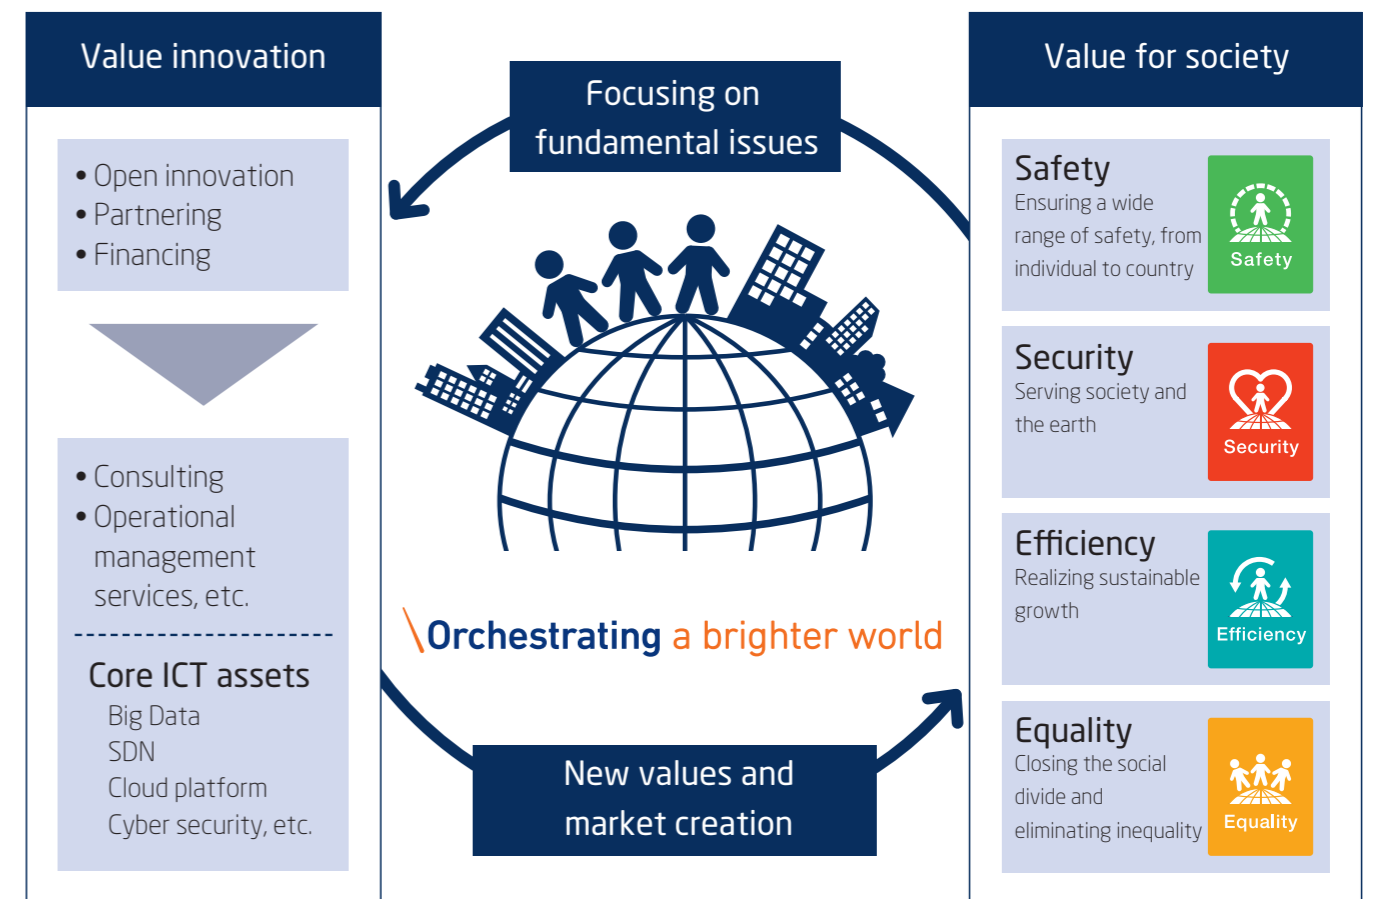 Value innovation
• Open innovation
• Partnering
• Financing
• Consulting
• Operational
management
services, etc.
Core ICT assets
Big Data
SDN
Cloud platform
Cyber security, etc.
Focusing on
fundamental issues
\Orchestrating a brighter world
New values and
market creation
Value for society
Safety
Ensuring a wide
range of safety, from
individual to country
Safety
Security
Serving society and
the earth
Security
Efficiency
Realizing sustainable
growth
Efficiency
Equality
Closing the social
divide and
eliminating inequality
Equality